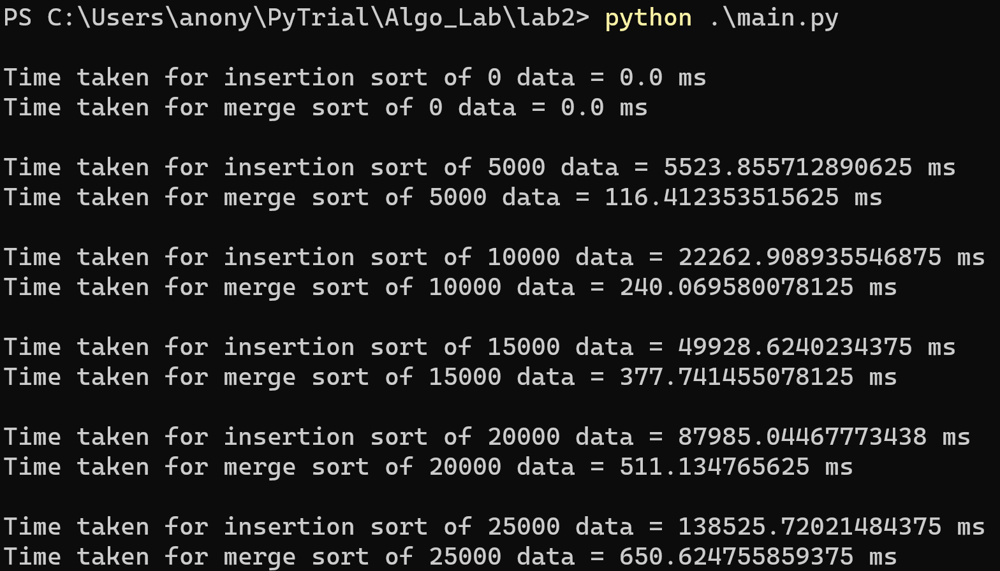 PS C:\Users\anony\PyTrial\Algo_Lab\lab2> python .\main.py
Time taken for insertion sort of 0 data = 0.0 ms
Time taken for merge sort of 0 data = 0.0 ms
Time taken for insertion sort of 5000 data = 5523.855712890625 ms
Time taken for merge sort of 5000 data = 116.412353515625 ms
Time taken for insertion sort of 10000 data = 22262.908935546875 ms
Time taken for merge sort of 10000 data = 240.069580078125 ms
Time taken for insertion sort of 15000 data = 49928.6240234375 ms
Time taken for merge sort of 15000 data = 377.741455078125 ms
Time taken for insertion sort of 20000 data = 87985.04467773438 ms
Time taken for merge sort of 20000 data = 511.134765625 ms
Time taken for insertion sort of 25000 data = 138525.72021484375 ms
Time taken for merge sort of 25000 data = 650.624755859375 ms